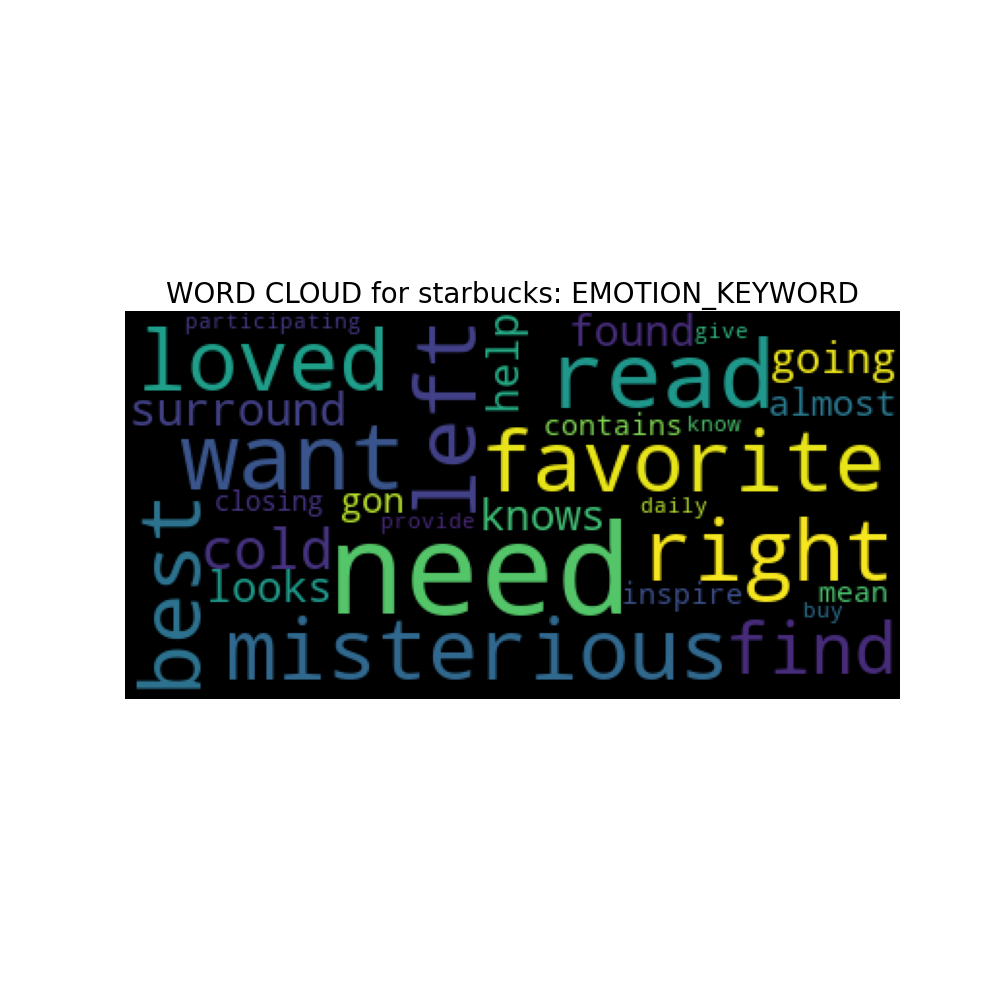 WORD CLOUD for starbucks: EMOTION_KEYWORD
participating
loved
left
help
found
give
read
going
surround
almost
want
contains
know
favorite
closing
gon
provide
knows
daily
best
cold
need
right
looks
inspire
mean
buy
misterious
find